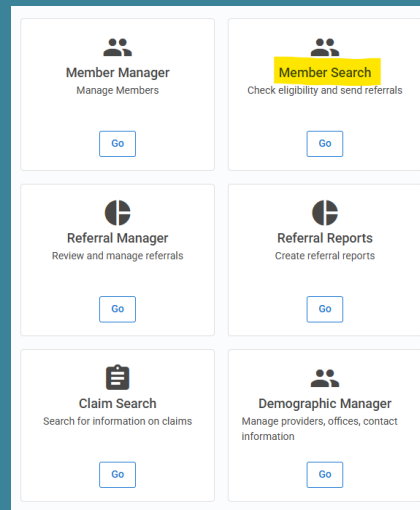 Member Manager
Manage Members
Go
Member Search
Check eligibility and send referrals
Go
Referral Manager
Review and manage referrals
Go
Referral Reports
Create referral reports
Go
Claim Search
Search for information on claims
Go
Demographic Manager
Manage providers, offices, contact
information
Go